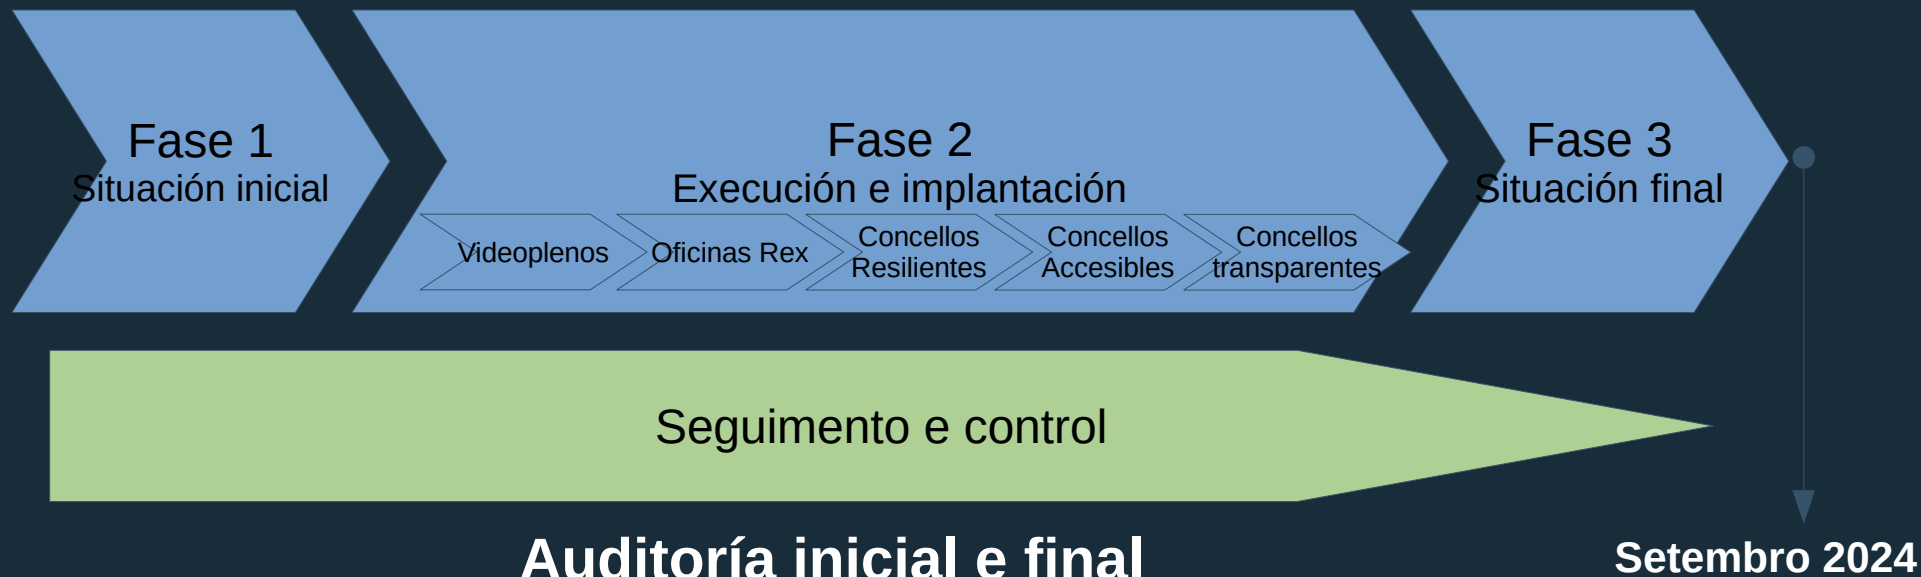 Fase 1
Situación inicial
Fase 2
Execución e implantación
Videoplenos
Oficinas Rex
Concellos
Resilientes
Concellos
Accesibles
Concellos
transparentes
Fase 3
Situación final
Seguimento e control
Auditoría inicial e final
Setembro 2024